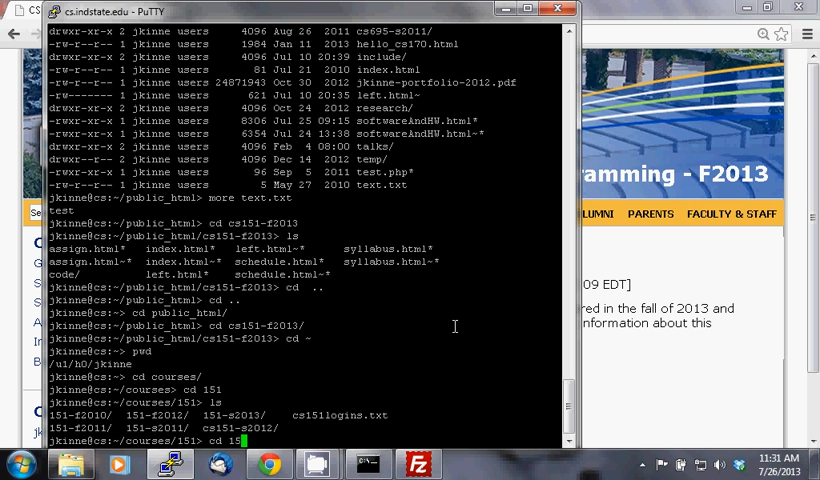 CS
cs.indstate.edu - PuTTY
drwxr-xr-x 2 jkinne users 4096 Aug 26 2011 cs695-s2011/
-rwxr-xr-x 1 jkinne users 1984 Jan 11 2013 hello_cs170.html
drwxr-xr-x 2 jkinne users 4096 Jul 10 20:39 include/
-rw-r--r-- 1 jkinne users 81 Jul 21 2010 index.html
-rw-r--r-- 1 jkinne users 24871943 Oct 30 2012 jkinne-portfolio-2012.pdf
-rw------- 1 jkinne users 621 Jul 10 20:35 left.html~
drwxr-xr-x 2 jkinne users 4096 Oct 24 2012 research/
-rwxr-xr-x 1 jkinne users 8306 Jul 25 09:15 softwareAndHW.html*
-rwxr-xr-x 1 jkinne users 6354 Jul 24 13:38 softwareAndHW.html~*
drwxr-xr-x 2 jkinne users 4096 Feb 4 08:00 talks/
drwxr-xr-x 2 jkinne users 4096 Dec 14 2012 temp/
-rwxr-xr-x 1 jkinne users 96 Sep 5 2011 test.php*
-rw-r--r-- 1 jkinne users 5 May 27 2010 text.txt
jkinne@cs:~/public_html> more text.txt
test
jkinne@cs:~/public_html> cd cs151-f2013
jkinne@cs:~/public_html/cs151-f2013> ls
assign.html* index.html* left.html~* syllabus.html*
assign.html~* index.html~* schedule.html* syllabus.html~*
code/ left.html* schedule.html~*
jkinne@cs:~/public_html/cs151-f2013> cd ..
jkinne@cs:~/public_html> cd ..
jkinne@cs:~> cd public_html/
jkinne@cs:~/public_html> cd cs151-f2013/
jkinne@cs:~/public_html/cs151-f2013> cd ~
jkinne@cs:~> pwd
/u1/h0/jkinne
jkinne@cs:~> cd courses/
jkinne@cs:~/courses> cd 151
jkinne@cs:~/courses/151> ls
151-f2010/ 151-f2012/ 151-s2013/ cs151logins.txt
151-f2011/ 151-s2011/ cs151-s2012/
jkinne@cs:~/courses/151> cd 15
amming - F2013
LUMNI PARENTS FACULTY & STAFF
09 EDT]
red in the fall of 2013 and
nformation about this
11:31 AM
7/26/2013